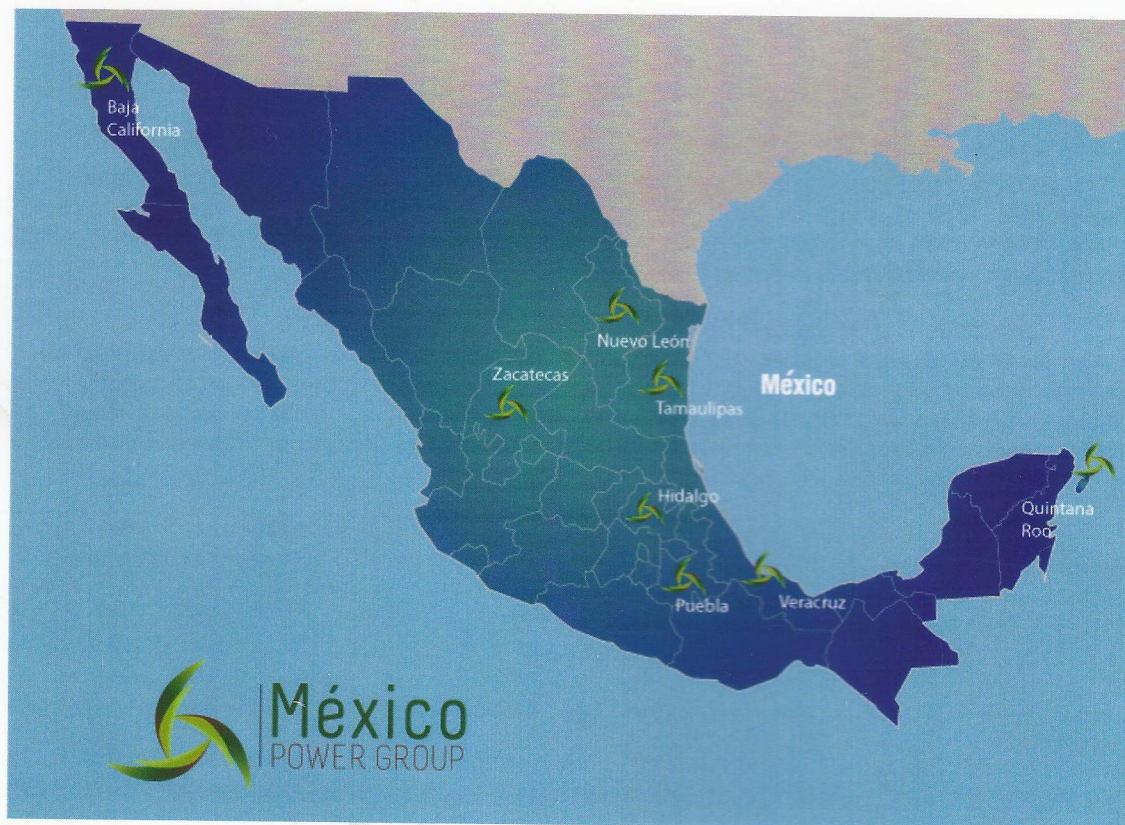 Baja
California
Nuevo León
Zacatecas
México
Tamaulipas
Hidalgo
Quintana
Roo
Puebla
Veracruz
México
POWER GROUP